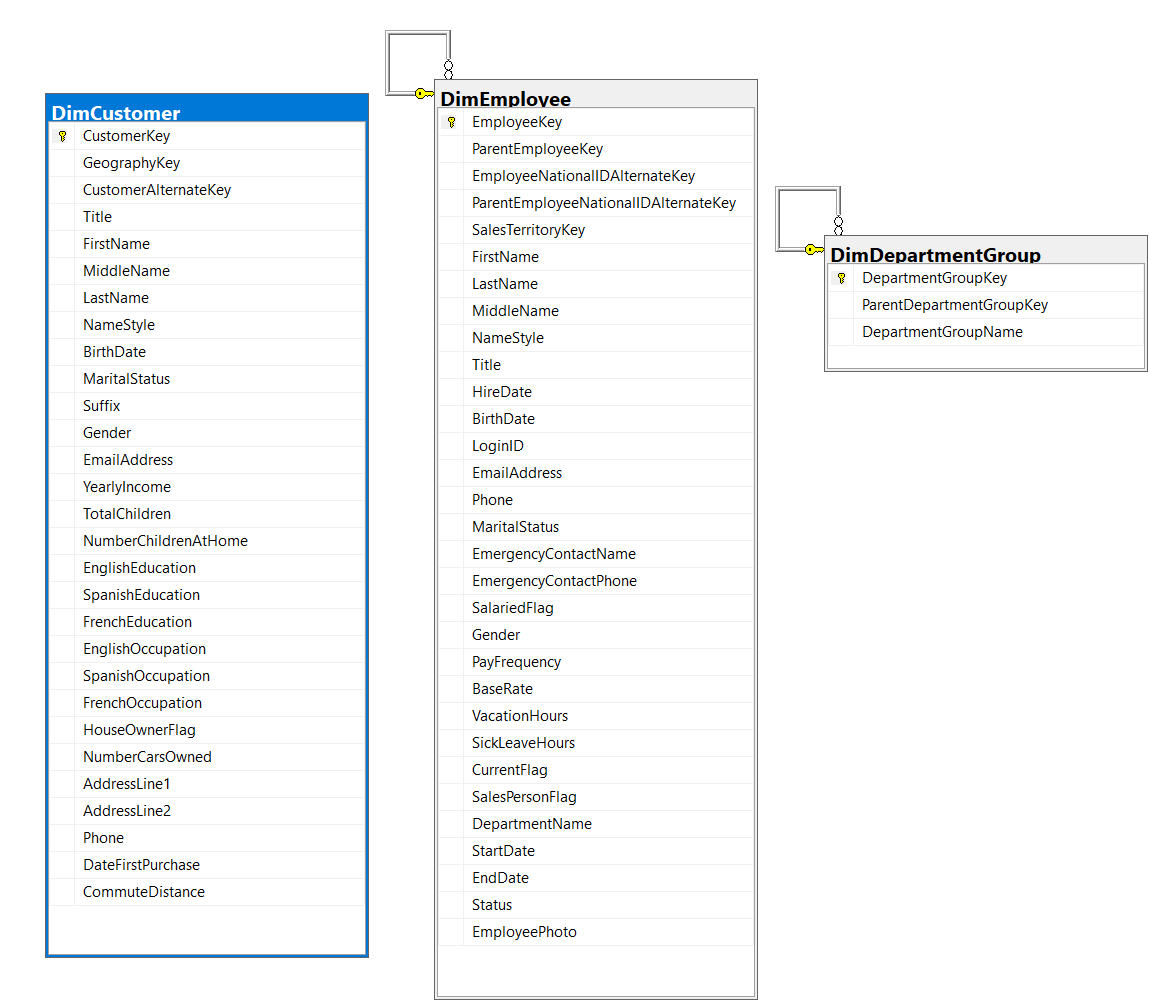 DimCustomer
CustomerKey
GeographyKey
CustomerAlternateKey
Title
FirstName
MiddleName
LastName
NameStyle
BirthDate
MaritalStatus
Suffix
Gender
EmailAddress
YearlyIncome
TotalChildren
NumberChildrenAtHome
EnglishEducation
SpanishEducation
FrenchEducation
EnglishOccupation
SpanishOccupation
FrenchOccupation
HouseOwnerFlag
NumberCarsOwned
AddressLine1
AddressLine2
Phone
DateFirstPurchase
CommuteDistance
DimEmployee
EmployeeKey
ParentEmployeeKey
EmployeeNationalIDAlternateKey
ParentEmployeeNationalIDAlternateKey
SalesTerritoryKey
FirstName
LastName
MiddleName
NameStyle
Title
HireDate
BirthDate
LoginID
EmailAddress
Phone
MaritalStatus
EmergencyContactName
EmergencyContactPhone
SalariedFlag
Gender
PayFrequency
BaseRate
VacationHours
SickLeaveHours
CurrentFlag
SalesPersonFlag
DepartmentName
StartDate
EndDate
Status
EmployeePhoto
DimDepartmentGroup
DepartmentGroupKey
ParentDepartmentGroupKey
DepartmentGroupName